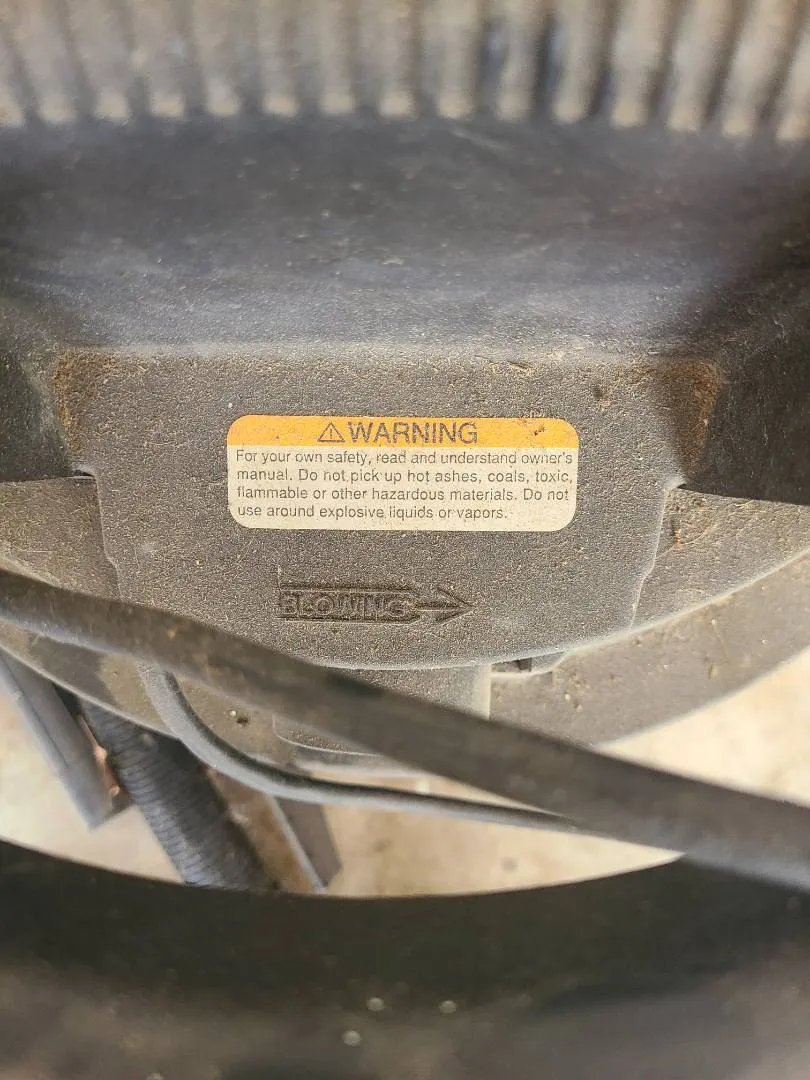 ⚠WARNING
For your own safety, read and understand owner's
manual. Do not pick up hot ashes, coals, toxic,
flammable or other hazardous materials. Do not
use around explosive liquids or vapors.
BLOWING